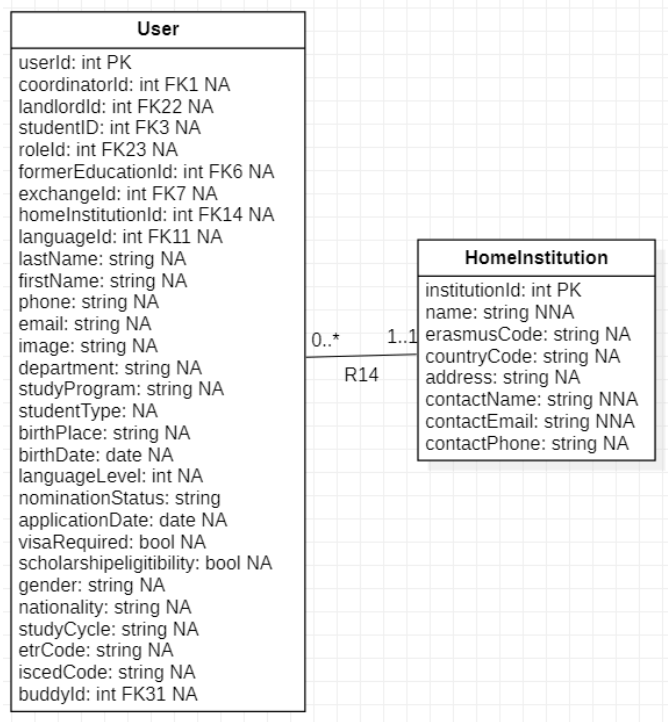 User
userId: int PK
coordinatorId: int FK1 NA
landlordId: int FK22 NA
studentID: int FK3 NA
roleId: int FK23 NA
formerEducationId: int FK6 NA
exchangeId: int FK7 NA
homeInstitutionId: int FK14 NA
languageId: int FK11 NA
lastName: string NA
firstName: string NA
phone: string NA
email: string NA
image: string NA
department: string NA
studyProgram: string NA
studentType: NA
birthPlace: string NA
birthDate: date NA
languageLevel: int NA
nominationStatus: string
applicationDate: date NA
visaRequired: bool NA
scholarshipeligitibility: bool NA
gender: string NA
nationality: string NA
studyCycle: string NA
etrCode: string NA
iscedCode: string NA
buddyId: int FK31 NA
0..*
1..1
R14
HomeInstitution
institutionId: int PK
name: string NNA
erasmusCode: string NA
countryCode: string NA
address: string NA
contactName: string NNA
contactEmail: string NNA
contactPhone: string NA